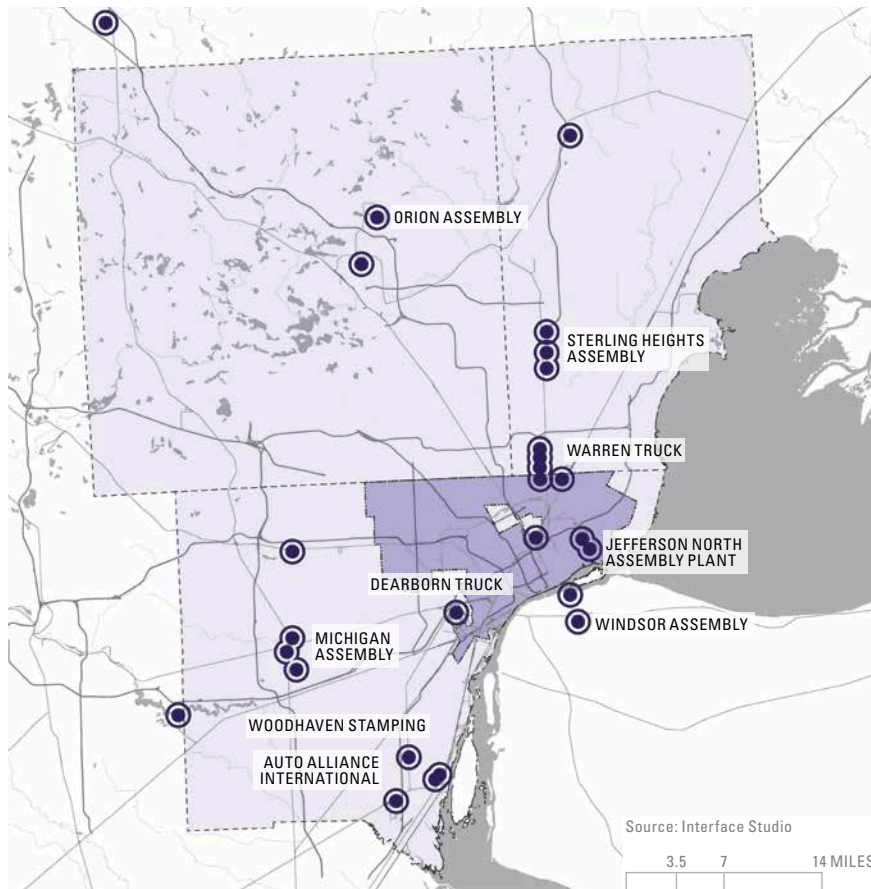 ORION ASSEMBLY
STERLING HEIGHTS
ASSEMBLY
WARREN TRUCK
JEFFERSON NORTH
ASSEMBLY PLANT
DEARBORN TRUCK
WINDSOR ASSEMBLY
MICHIGAN
ASSEMBLY
WOODHAVEN STAMPING
AUTO ALLIANCE
INTERNATIONAL
Source: Interface Studio
3.5 7 14 MILES